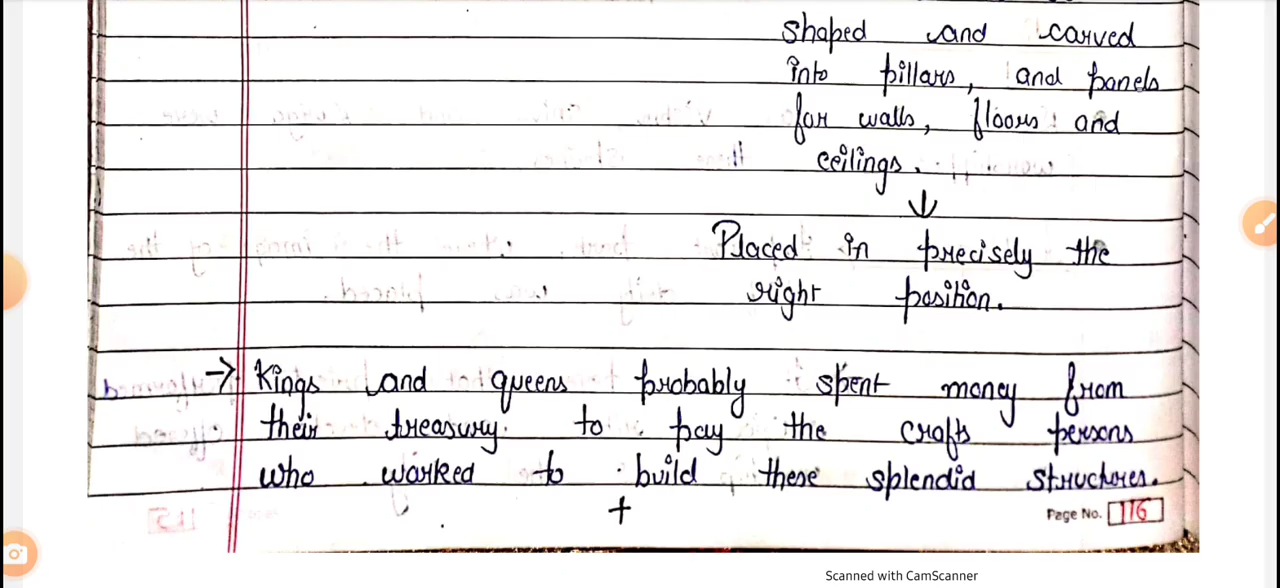 shaped and carved
into pillars, and panels
for walls, floors and
ceilings.
↓
Placed in precisely the
right position.
→ Kings and queens probably spent money from
their treasury to pay the crafts persons
who worked to build these splendid structures.
+
Page No. 116
Scanned with CamScanner